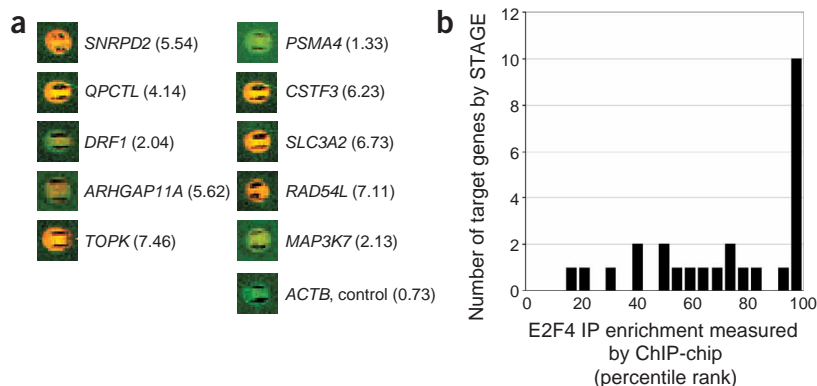 a
SNRPD2 (5.54)
QPCTL (4.14)
DRF1 (2.04)
ARHGAP11A (5.62)
TOPK (7.46)
PSMA4 (1.33)
CSTF3 (6.23)
SLC3A2 (6.73)
RAD54L (7.11)
MAP3K7 (2.13)
ACTB, control (0.73)
b
Number of target genes by STAGE
12
10
8
6
4
2
0
0 20 40 60 80 100
E2F4 IP enrichment measured
by ChIP-chip
(percentile rank)